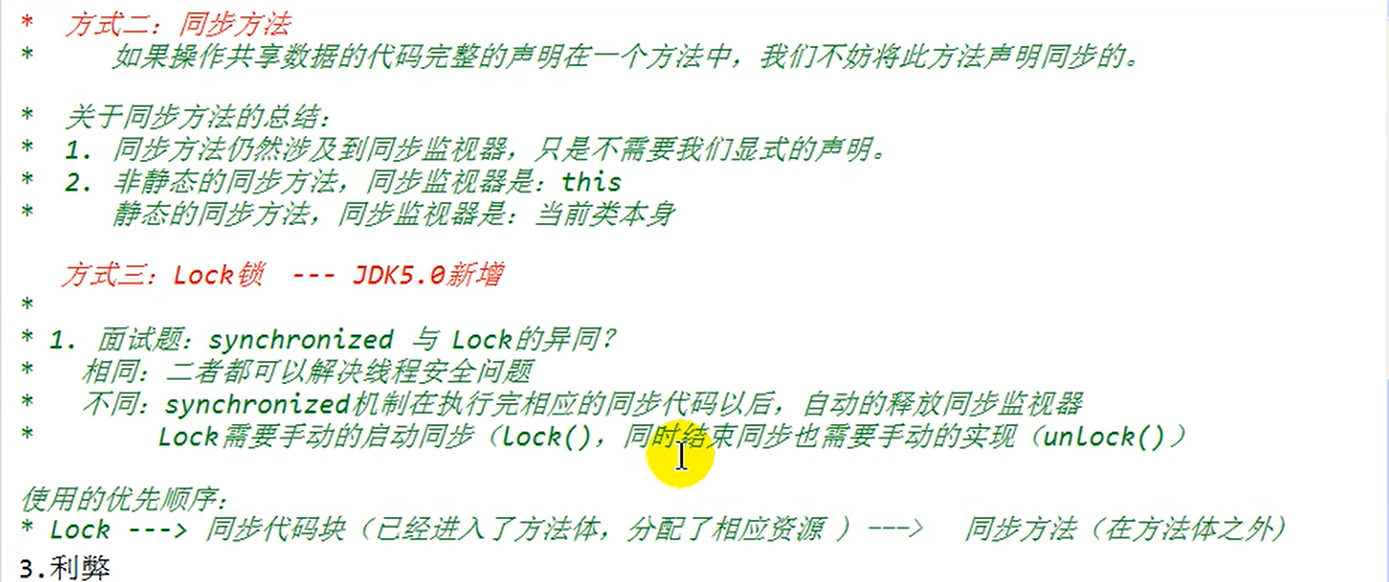 * 方式二：同步方法
* 如果操作共享数据的代码完整的声明在一个方法中，我们不妨将此方法声明同步的。
* 关于同步方法的总结：
* 1. 同步方法仍然涉及到同步监视器，只是不需要我们显式的声明。
* 2. 非静态的同步方法，同步监视器是：this
* 静态的同步方法，同步监视器是：当前类本身
方式三：Lock锁 --- JDK5.0新增
*
* 1. 面试题：synchronized 与 Lock的异同？
* 相同：二者都可以解决线程安全问题
* 不同：synchronized机制在执行完相应的同步代码以后，自动的释放同步监视器
* Lock需要手动的启动同步（lock()，同时结束同步也需要手动的实现（unlock()）
使用的优先顺序：
* Lock ---> 同步代码块（已经进入了方法体，分配了相应资源 ）---> 同步方法（在方法体之外）
3.利弊